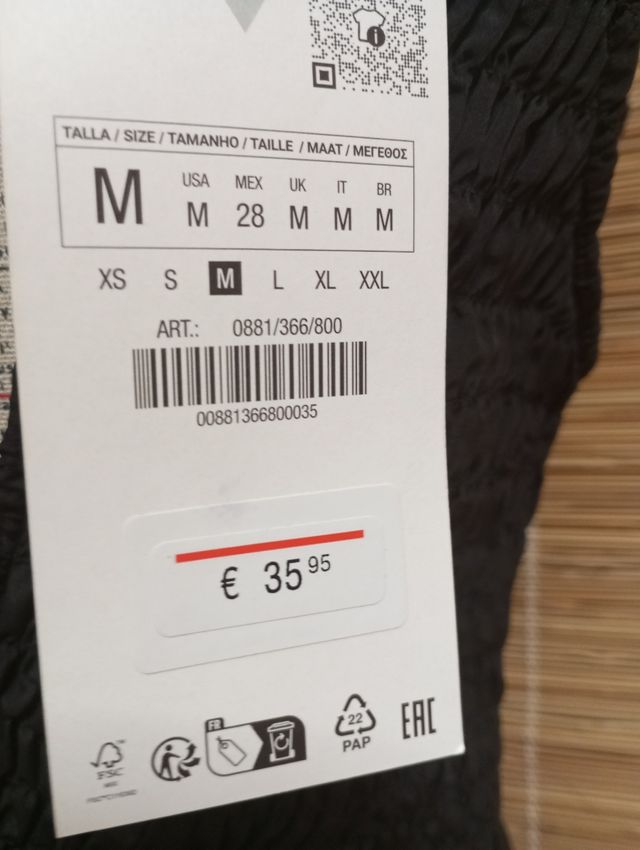 TALLA / SIZE / TAMANHO / TAILLE / MAAT / ΜΕΓΕΘΟΣ
M
USA MEX UK IT BR
M 28 M M M
XS S M L XL XXL
ART.: 0881/366/800
00881366800035
€ 35 95
FR
22
FSC
PAP
EAC